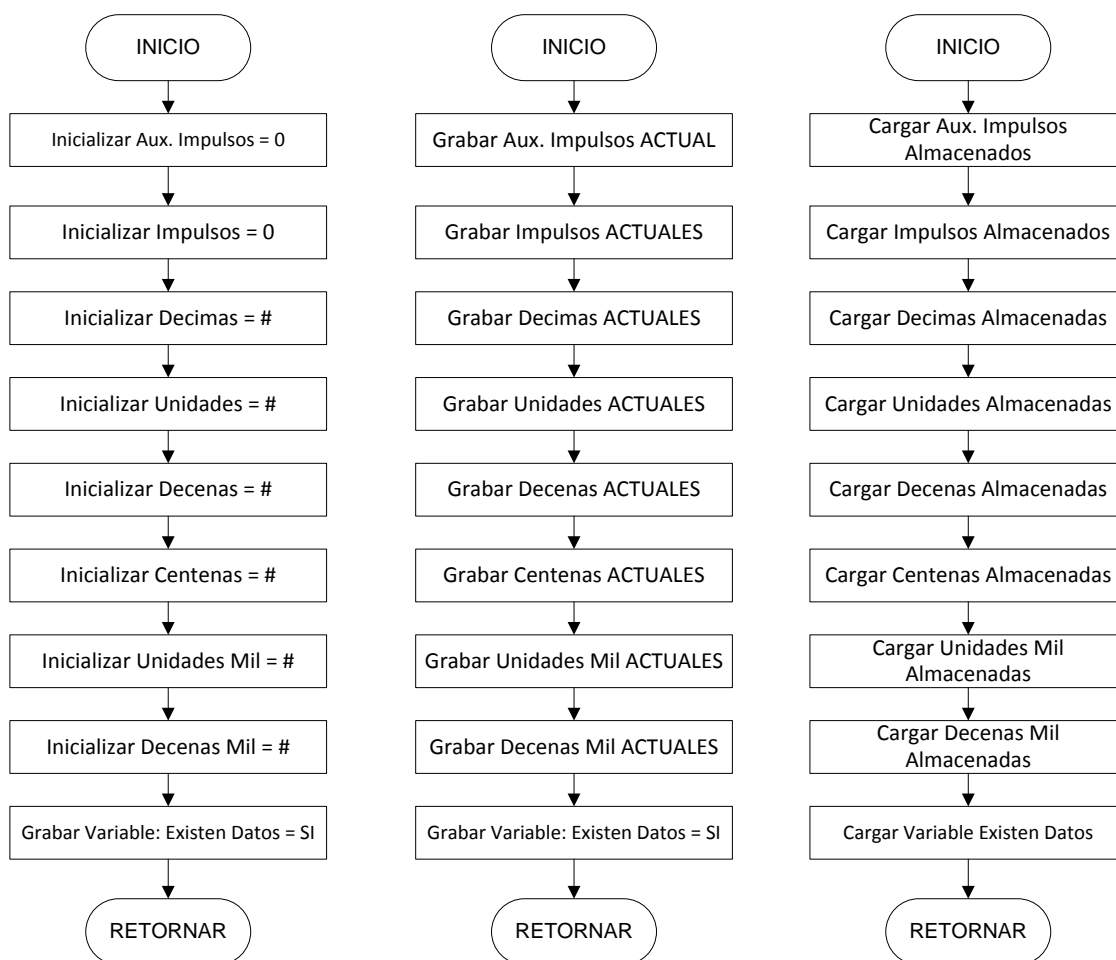 INICIO
Inicializar Aux. Impulsos = 0
Inicializar Impulsos = 0
Inicializar Decimas = #
Inicializar Unidades = #
Inicializar Decenas = #
Inicializar Centenas = #
Inicializar Unidades Mil = #
Inicializar Decenas Mil = #
Grabar Variable: Existen Datos = SI
RETORNAR
INICIO
Grabar Aux. Impulsos ACTUAL
Grabar Impulsos ACTUALES
Grabar Decimas ACTUALES
Grabar Unidades ACTUALES
Grabar Decenas ACTUALES
Grabar Centenas ACTUALES
Grabar Unidades Mil ACTUALES
Grabar Decenas Mil ACTUALES
Grabar Variable: Existen Datos = SI
RETORNAR
INICIO
Cargar Aux. Impulsos
Almacenados
Cargar Impulsos Almacenados
Cargar Decimas Almacenadas
Cargar Unidades Almacenadas
Cargar Decenas Almacenadas
Cargar Centenas Almacenadas
Cargar Unidades Mil
Almacenadas
Cargar Decenas Mil
Almacenadas
Cargar Variable Existen Datos
RETORNAR